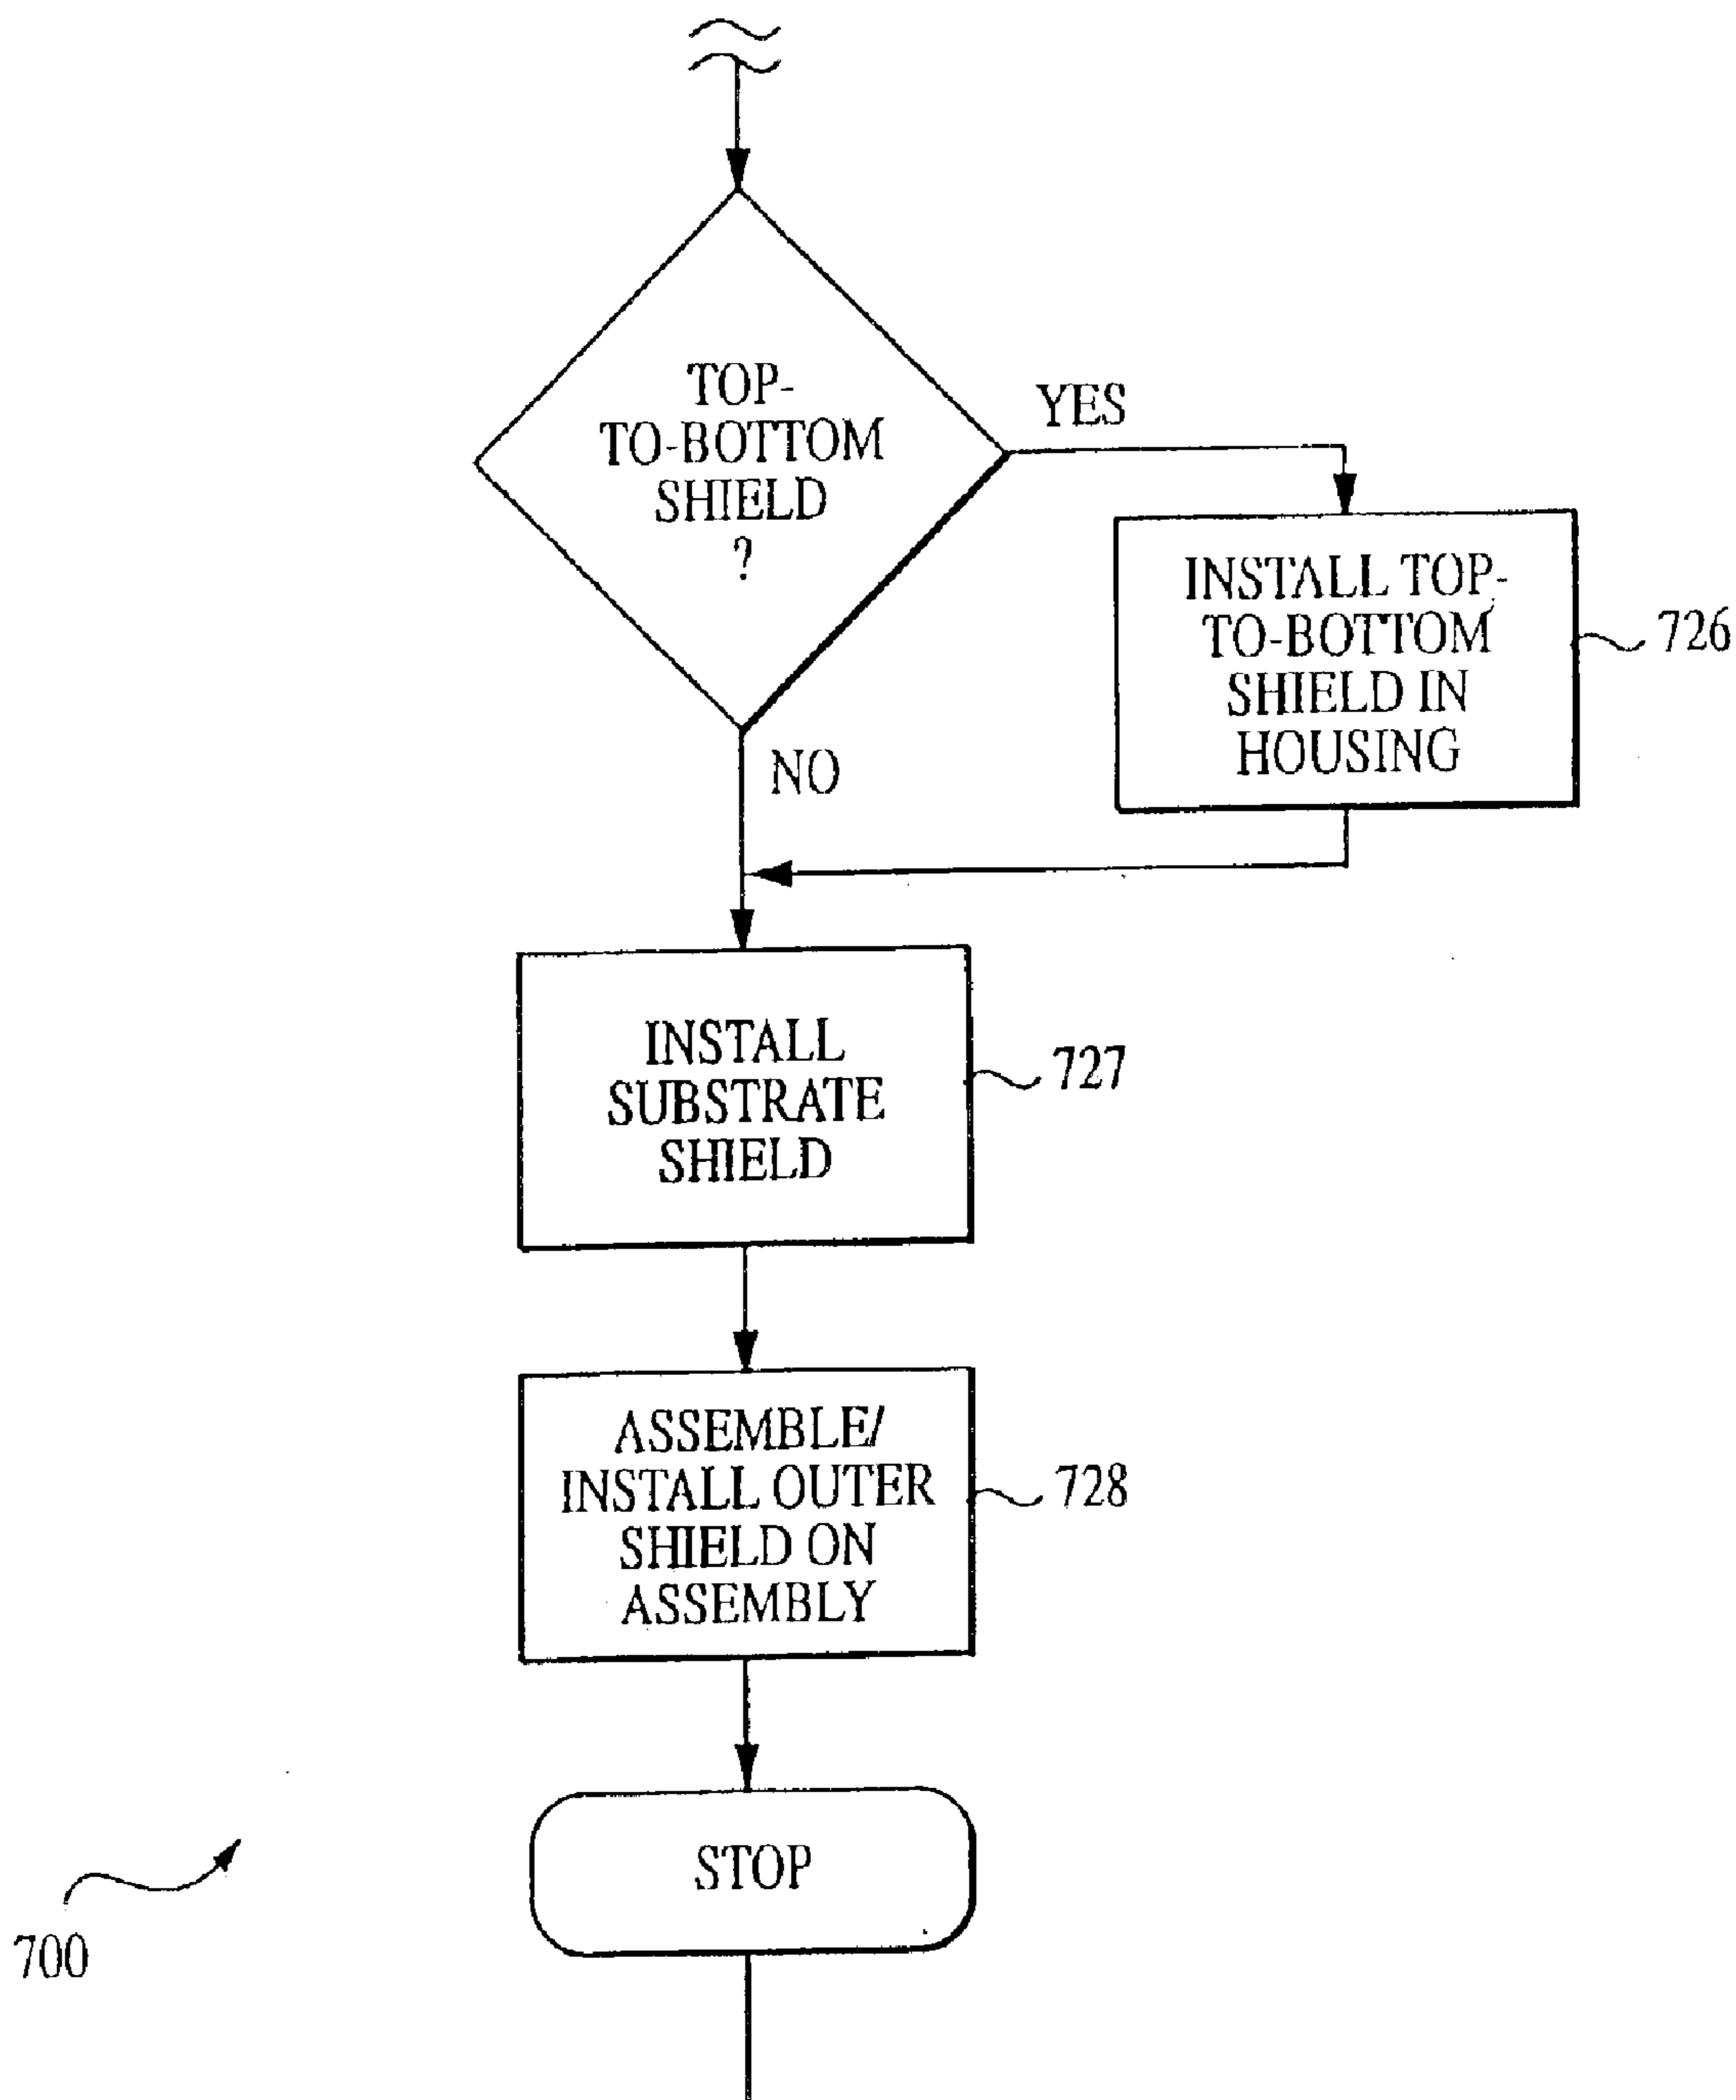 TOP-
TO-BOTTOM
SHIELD
?
YES
INSTALL TOP-
TO-BOTTOM
SHIELD IN
HOUSING
726
NO
INSTALL
SUBSTRATE
SHIELD
727
ASSEMBLE/
INSTALL OUTER
SHIELD ON
ASSEMBLY
728
STOP
700